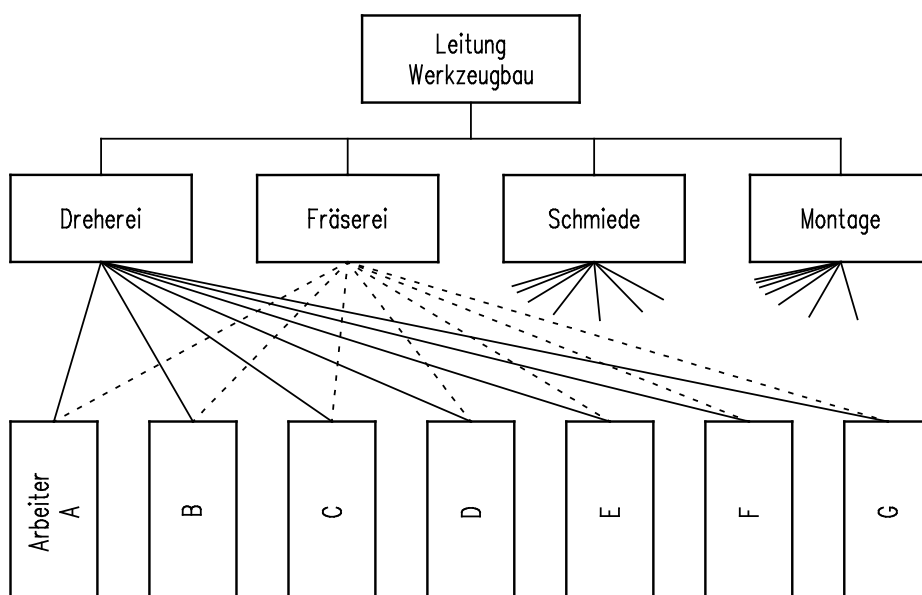 Leitung
Werkzeugbau
Dreherei
Fräserei
Schmiede
Montage
Arbeiter
A
B
C
D
E
F
G